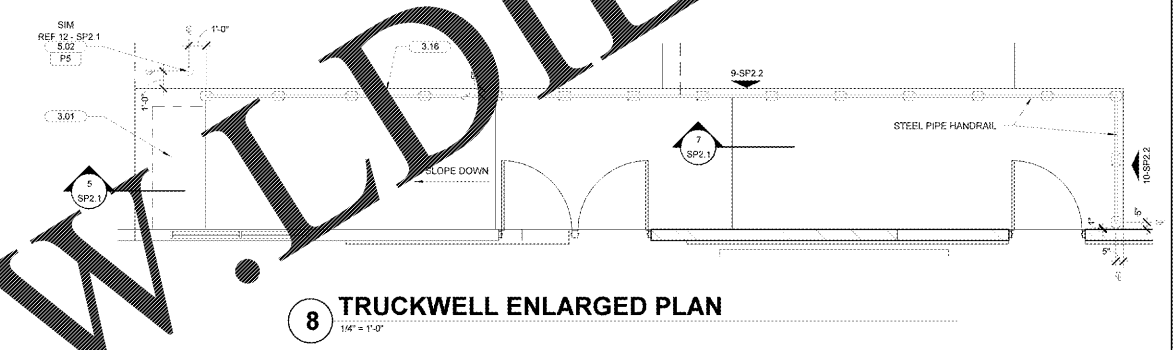 SIM
REF 12 - SP2.1
5.02
P5
1'-0"
1'-0"
3.16
3.01
9-SP2.2
STEEL PIPE HANDRAIL
7
SP2.1
5
SP2.1
SLOPE DOWN
10-SP2.2
5"
1"
5"
W.LDI
8 TRUCKWELL ENLARGED PLAN
1/4" = 1'-0"